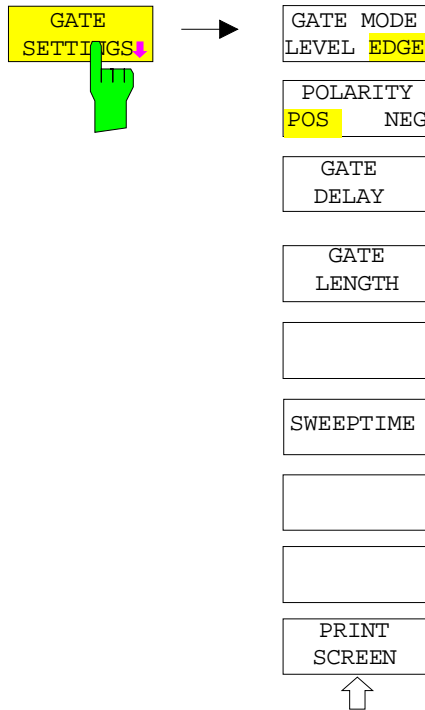 GATE
SETTINGS
GATE MODE
LEVEL EDGE
POLARITY
POS NEG
GATE
DELAY
GATE
LENGTH
SWEEPTIME
PRINT
SCREEN